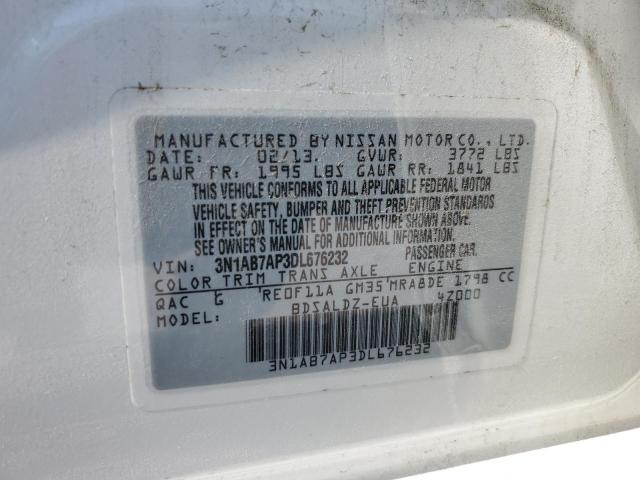 MANUFACTURED BY NISSAN MOTOR CO., LTD.
DATE: 02/13. GVWR: 3772 LBS
GAWR FR: 1995 LBS GAWR RR: 1841 LBS
THIS VEHICLE CONFORMS TO ALL APPLICABLE FEDERAL MOTOR
VEHICLE SAFETY, BUMPER AND THEFT PREVENTION STANDARDS
IN EFFECT ON THE DATE OF MANUFACTURE SHOWN ABOVE.
SEE OWNER'S MANUAL FOR MORE INFORMATION.
VIN: 3N1AB7AP3DL676232 PASSENGER CAR.
COLOR TRIM TRANS AXLE ENGINE
QAC G RE0F11A GM35 MRA8DE 1798 CC
MODEL: BDSALDZ-EUA 4Z000
3N1AB7AP3DL676232